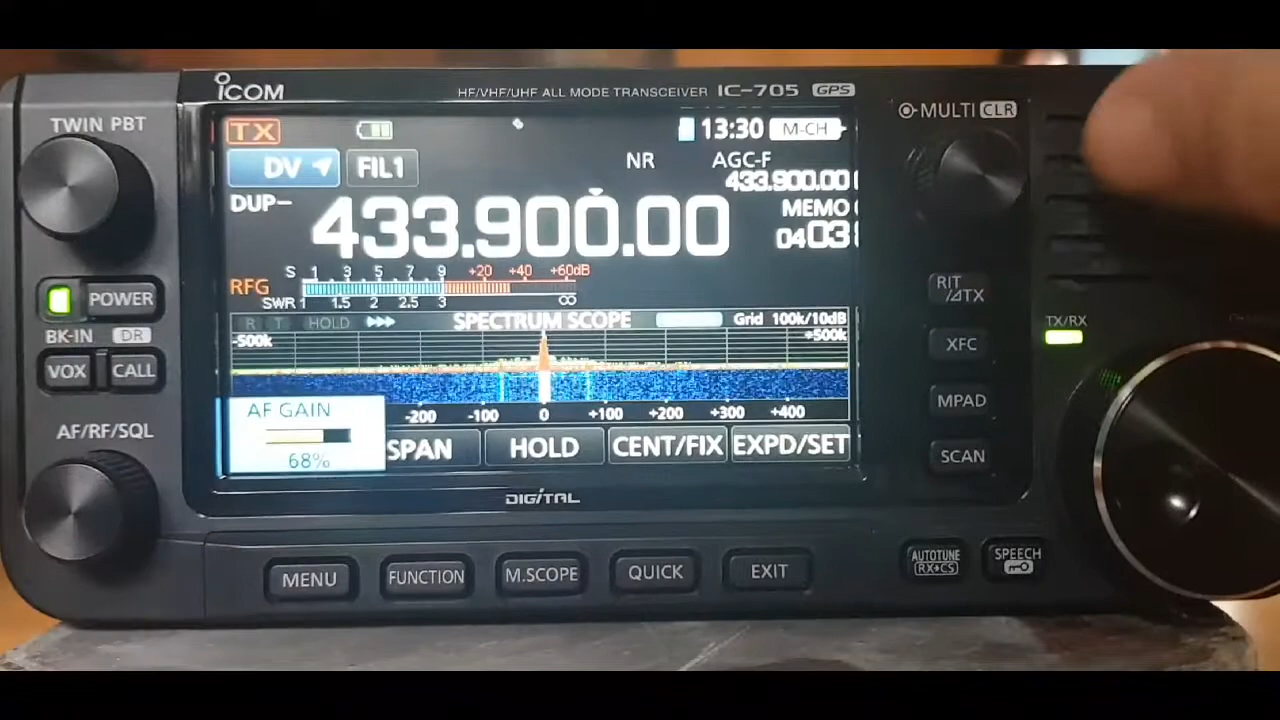 ICOM
HF/VHF/UHF ALL MODE TRANSCEIVER IC-705 GPS
TWIN PBT
TX 13:30 M-CH
MULTI CLR
DV FIL1 NR AGC-F
433.900.00
DUP- 433.900.00
MEMO
0403
S 1 3 5 7 9 +20 +40 +60dB
RFG
SWR 1 1.5 2 2.5 3 ∞
POWER
RIT
/⊿TX
BK-IN DR
R T HOLD SPECTRUM SCOPE Grid 100k/10dB
-500k +500k
TX/RX
XFC
VOX CALL
MPAD
AF GAIN -200 -100 0 +100 +200 +300 +400
68%
SPAN HOLD CENT/FIX EXPD/SET
AF/RF/SQL
SCAN
DIGITAL
MENU FUNCTION M.SCOPE QUICK EXIT
AUTOTUNE
RX→CS
SPEECH